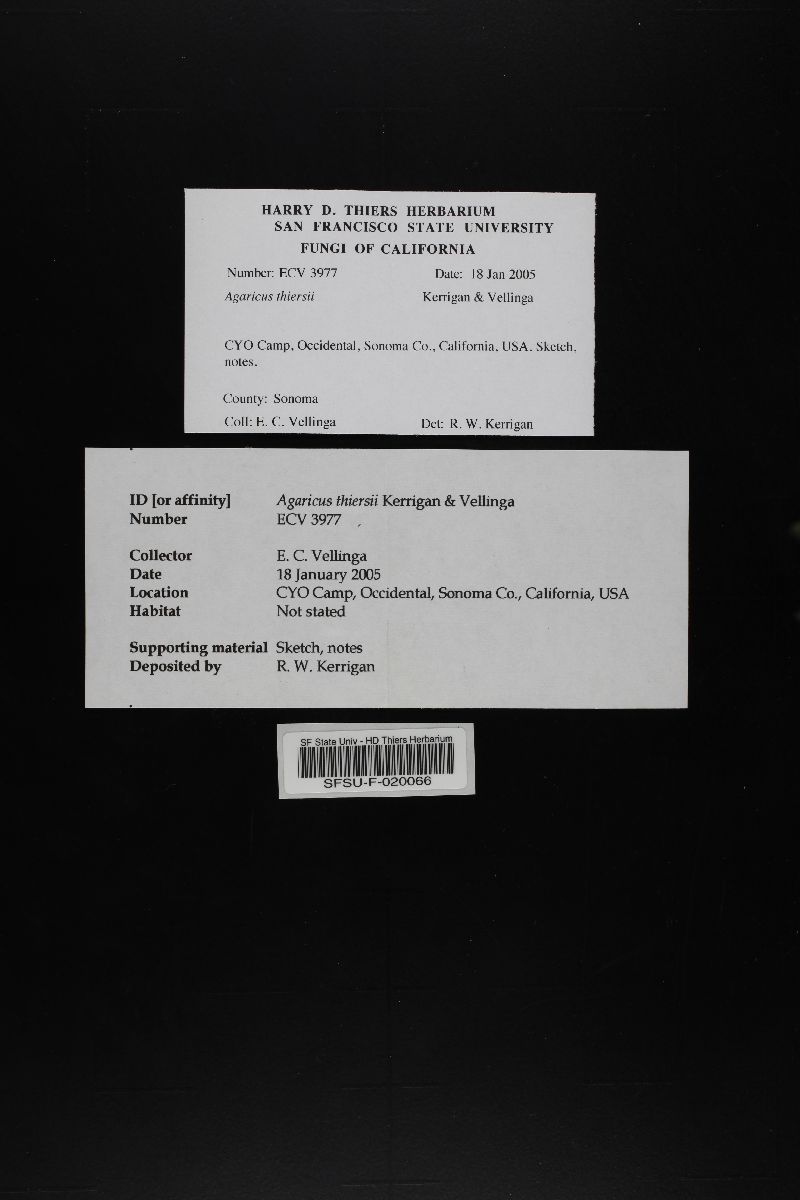 HARRY D. THIERS HERBARIUM
SAN FRANCISCO STATE UNIVERSITY
FUNGI OF CALIFORNIA
Number: ECV 3977 Date: 18 Jan 2005
Agaricus thiersii Kerrigan & Vellinga
CYO Camp, Occidental, Sonoma Co., California, USA. Sketch,
notes.
County: Sonoma
Coll: E. C. Vellinga Det: R. W. Kerrigan
ID [or affinity] Agaricus thiersii Kerrigan & Vellinga
Number ECV 3977
Collector E. C. Vellinga
Date 18 January 2005
Location CYO Camp, Occidental, Sonoma Co., California, USA
Habitat Not stated
Supporting material Sketch, notes
Deposited by R. W. Kerrigan
SF State Univ - HD Thiers Herbarium
SFSU-F-020066